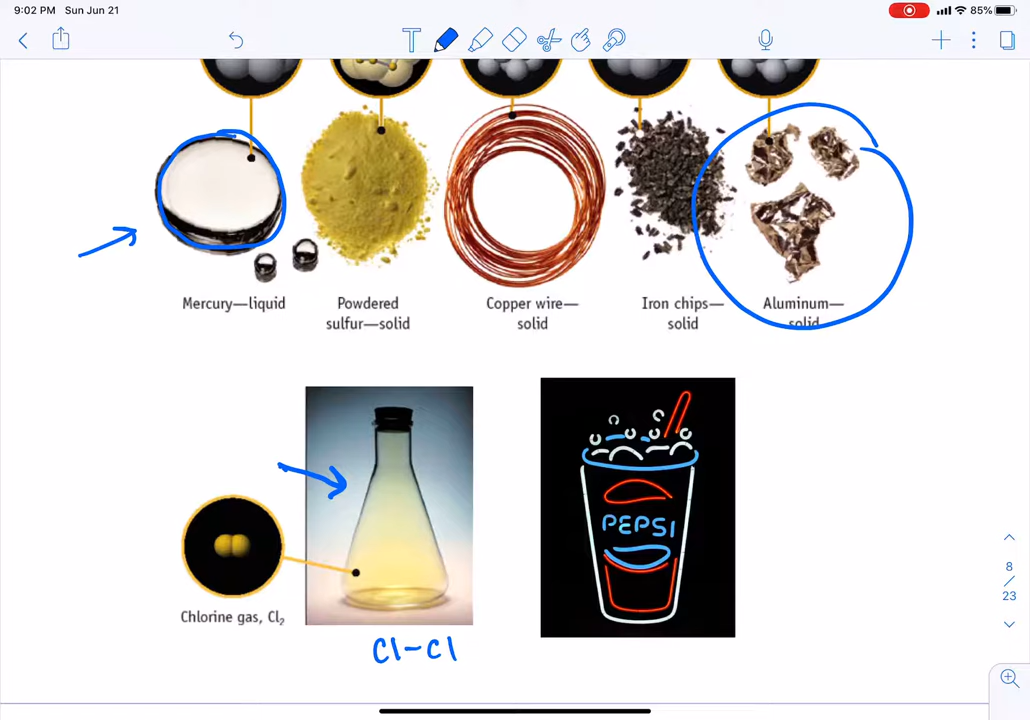 9:02 PM Sun Jun 21
85%
T
Mercury—liquid
Powdered
sulfur—solid
Copper wire—
solid
Iron chips—
solid
Aluminum—
solid
PEPSI
Chlorine gas, Cl₂
Cl-Cl
8
/
23